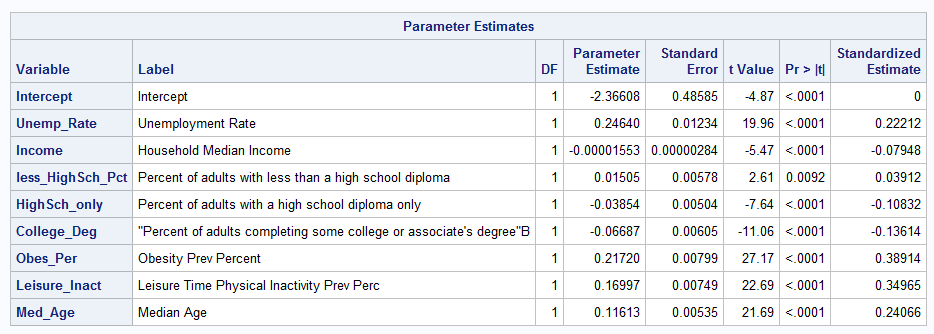 Parameter Estimates
Variable Label DF Parameter Estimate Standard Error t Value Pr > |t| Standardized Estimate
Intercept Intercept 1 -2.36608 0.48585 -4.87 <.0001 0
Unemp_Rate Unemployment Rate 1 0.24640 0.01234 19.96 <.0001 0.22212
Income Household Median Income 1 -0.00001553 0.00000284 -5.47 <.0001 -0.07948
less_HighSch_Pct Percent of adults with less than a high school diploma 1 0.01505 0.00578 2.61 0.0092 0.03912
HighSch_only Percent of adults with a high school diploma only 1 -0.03854 0.00504 -7.64 <.0001 -0.10832
College_Deg "Percent of adults completing some college or associate's degree"B 1 -0.06687 0.00605 -11.06 <.0001 -0.13614
Obes_Per Obesity Prev Percent 1 0.21720 0.00799 27.17 <.0001 0.38914
Leisure_Inact Leisure Time Physical Inactivity Prev Perc 1 0.16997 0.00749 22.69 <.0001 0.34965
Med_Age Median Age 1 0.11613 0.00535 21.69 <.0001 0.24066